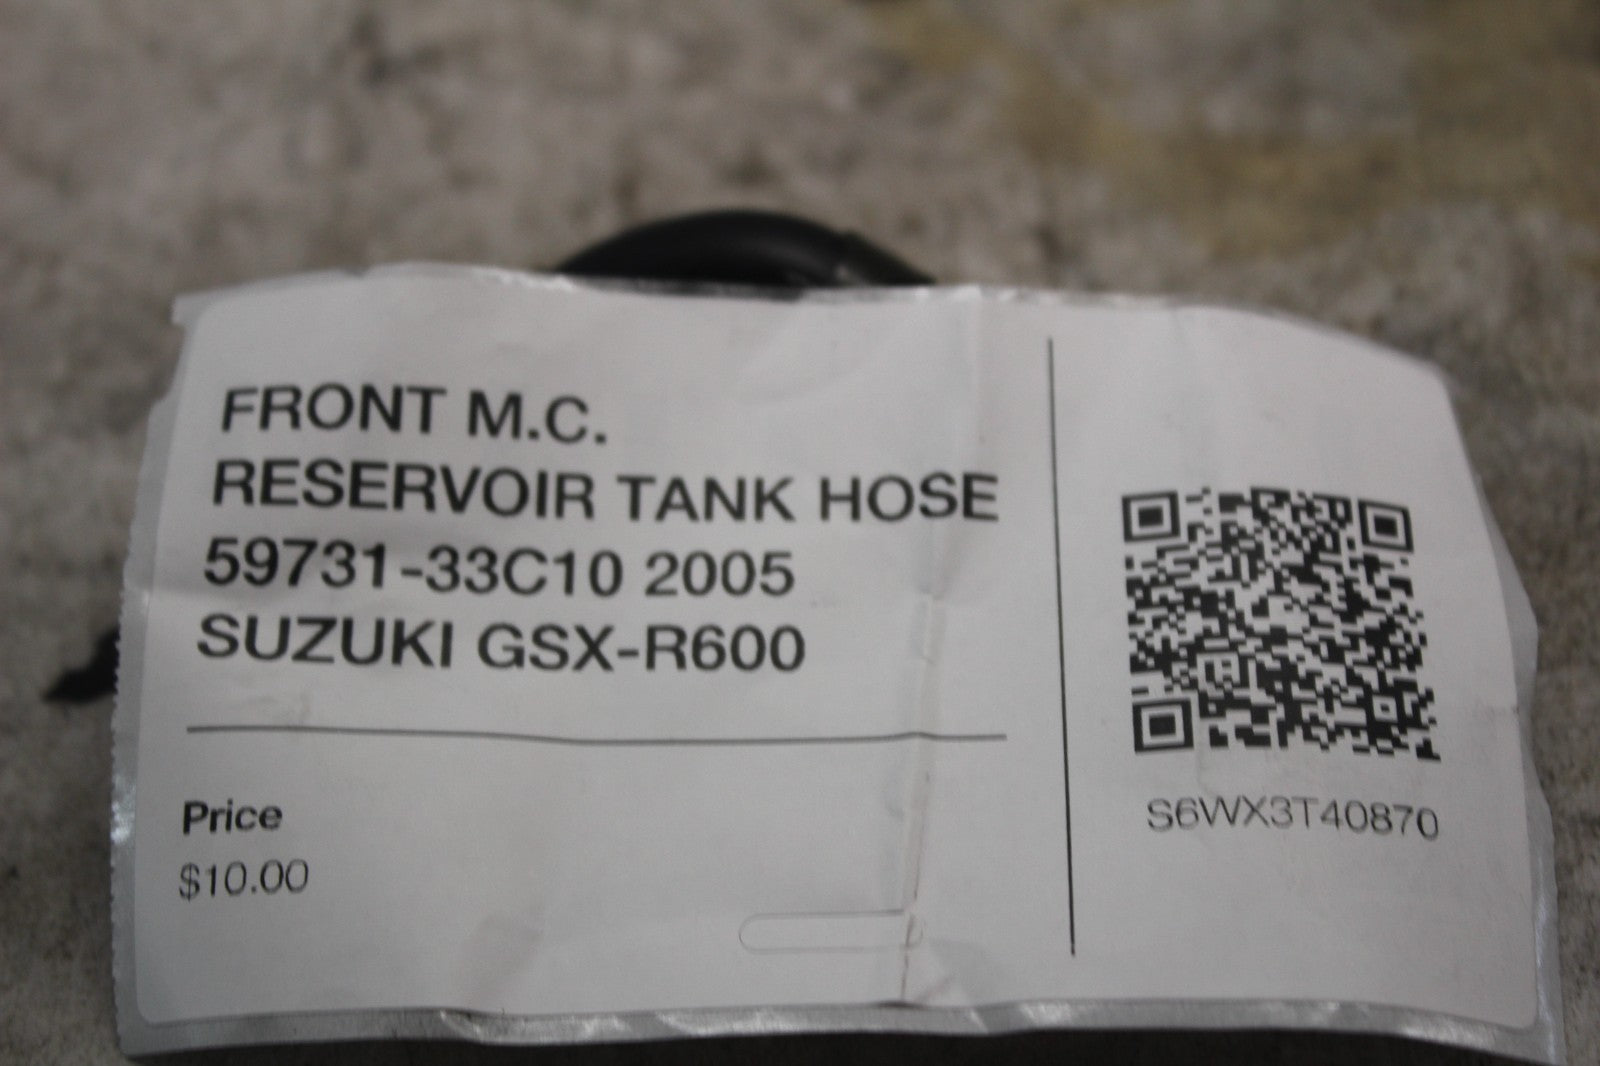 FRONT M.C.
RESERVOIR TANK HOSE
59731-33C10 2005
SUZUKI GSX-R600
Price
$10.00
S6WX3T40870